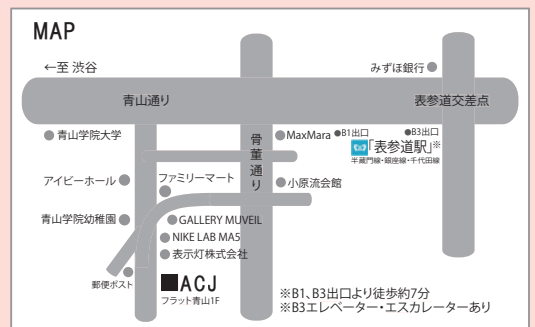 MAP
←至 渋谷
みずほ銀行
青山通り
表参道交差点
青山学院大学
骨董通り
MaxMara
B1出口
B3出口
「表参道駅」※
半蔵門線・銀座線・千代田線
アイビーホール
ファミリーマート
小原流会館
青山学院幼稚園
GALLERY MUVEIL
NIKE LAB MA5
表示灯株式会社
郵便ポスト
ACJ
フラット青山1F
※B1、B3出口より徒歩約7分
※B3エレベーター・エスカレーターあり